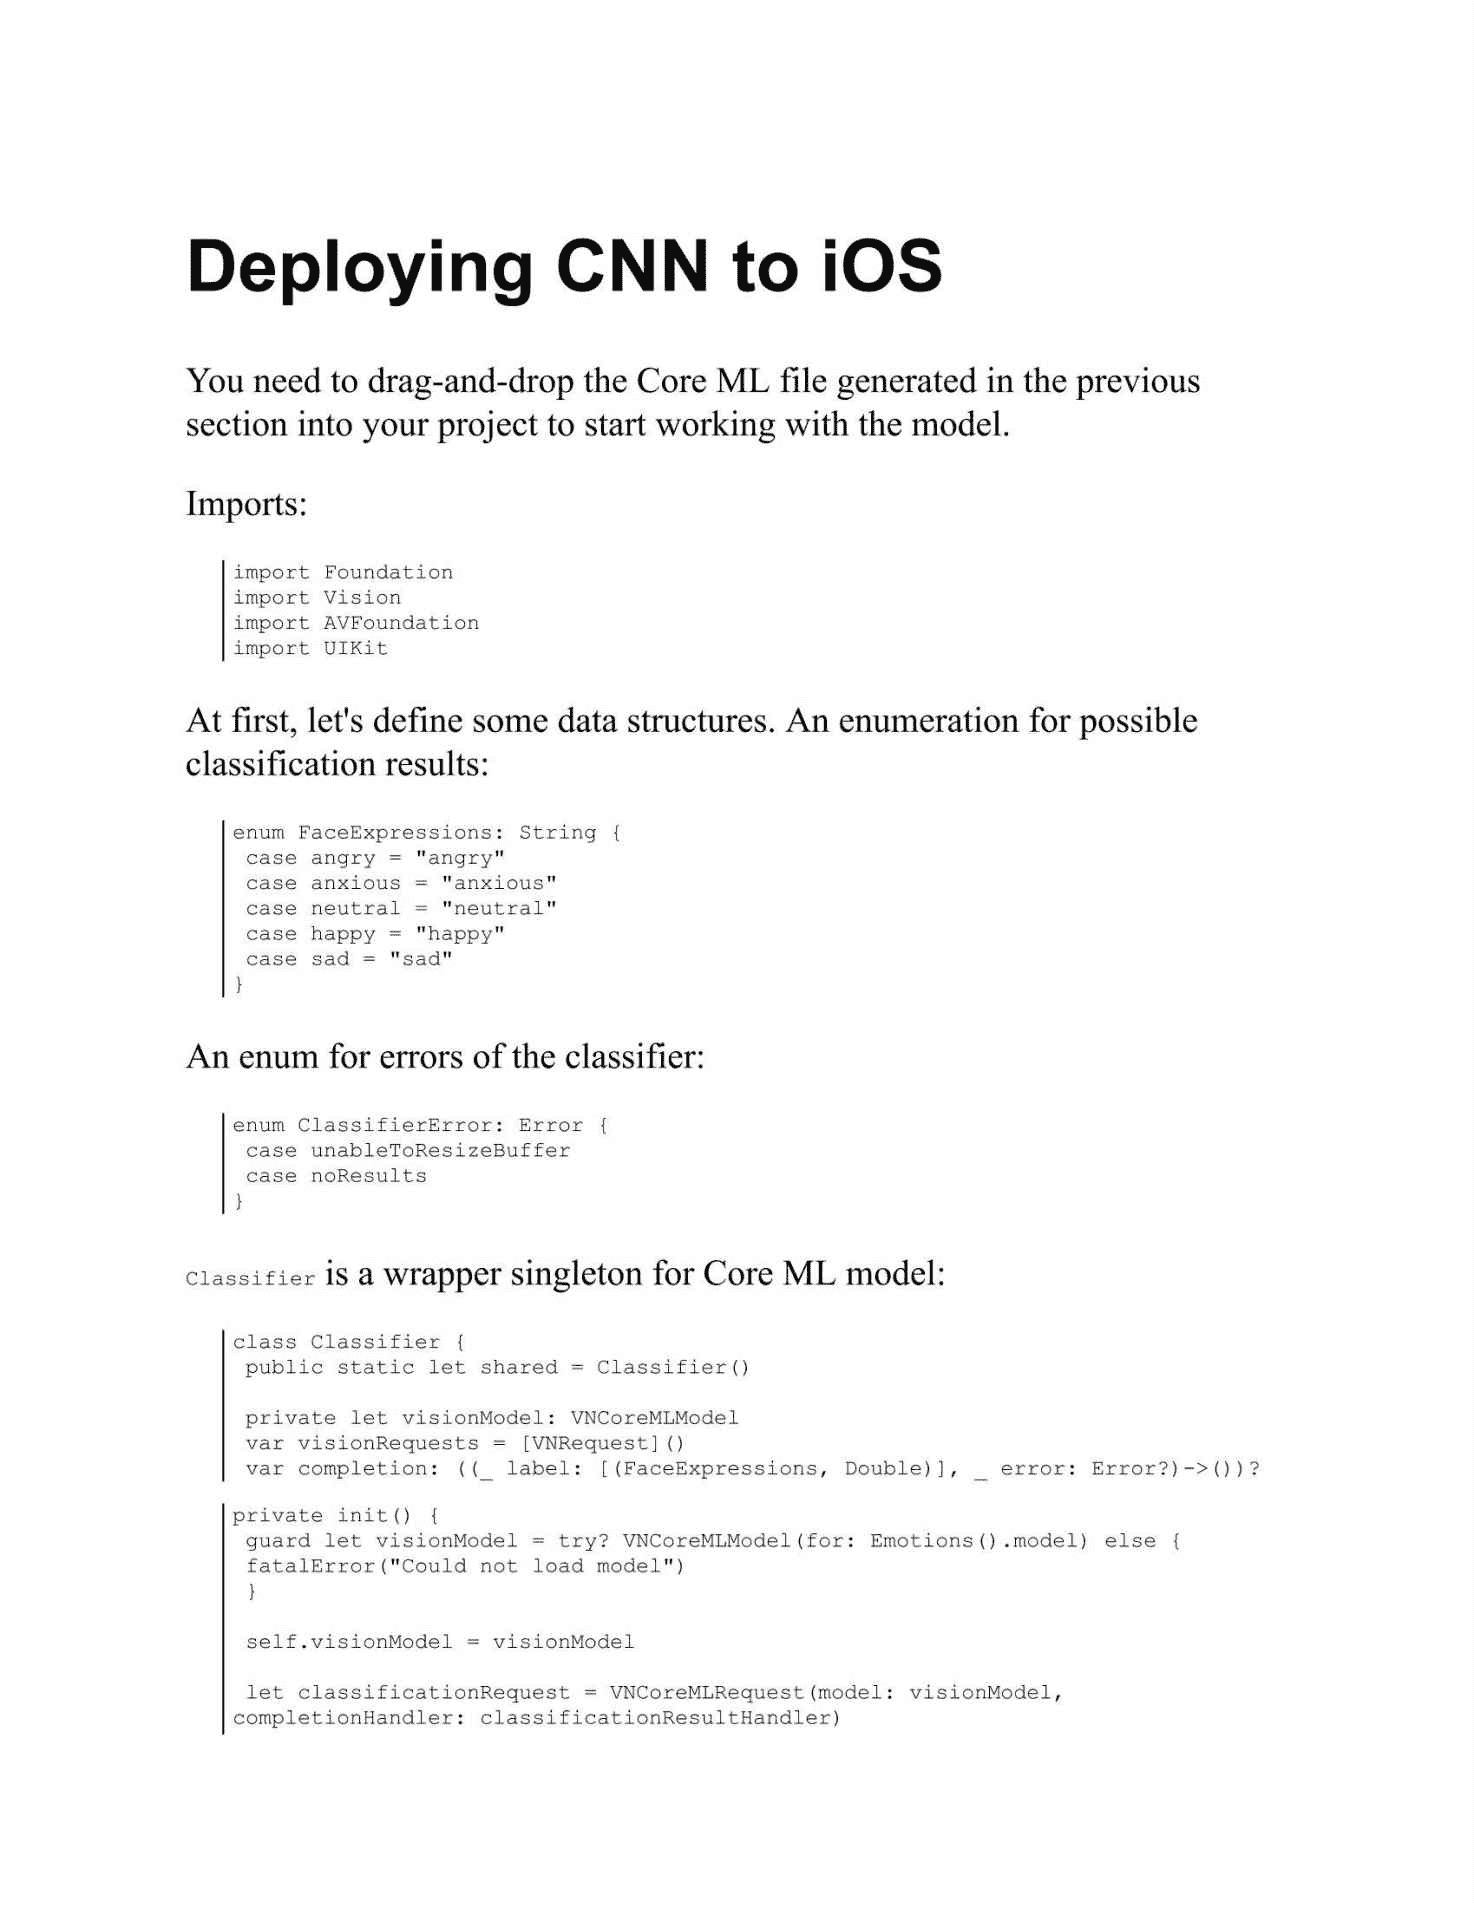 Deploying CNN to iOS
You need to drag-and-drop the Core ML file generated in the previous
section into your project to start working with the model.
Imports:
import Foundation
import Vision
import AVFoundation
import UIKit
At first, let's define some data structures. An enumeration for possible
classification results:
enum FaceExpressions: String {
case angry = "angry"
case anxious = "anxious"
case neutral = "neutral"
case happy = "happy"
case sad = "sad"
}
An enum for errors of the classifier:
enum ClassifierError: Error {
case unableToResizeBuffer
case noResults
}
Classifier is a wrapper singleton for Core ML model:
class Classifier {
public static let shared = Classifier()
private let visionModel: VNCoreMLModel
var visionRequests = [VNRequest]()
var completion: ((_ label: [(FaceExpressions, Double)], _ error: Error?)->())?
private init() {
guard let visionModel = try? VNCoreMLModel(for: Emotions().model) else {
fatalError("Could not load model")
}
self.visionModel = visionModel
let classificationRequest = VNCoreMLRequest(model: visionModel,
completionHandler: classificationResultHandler)